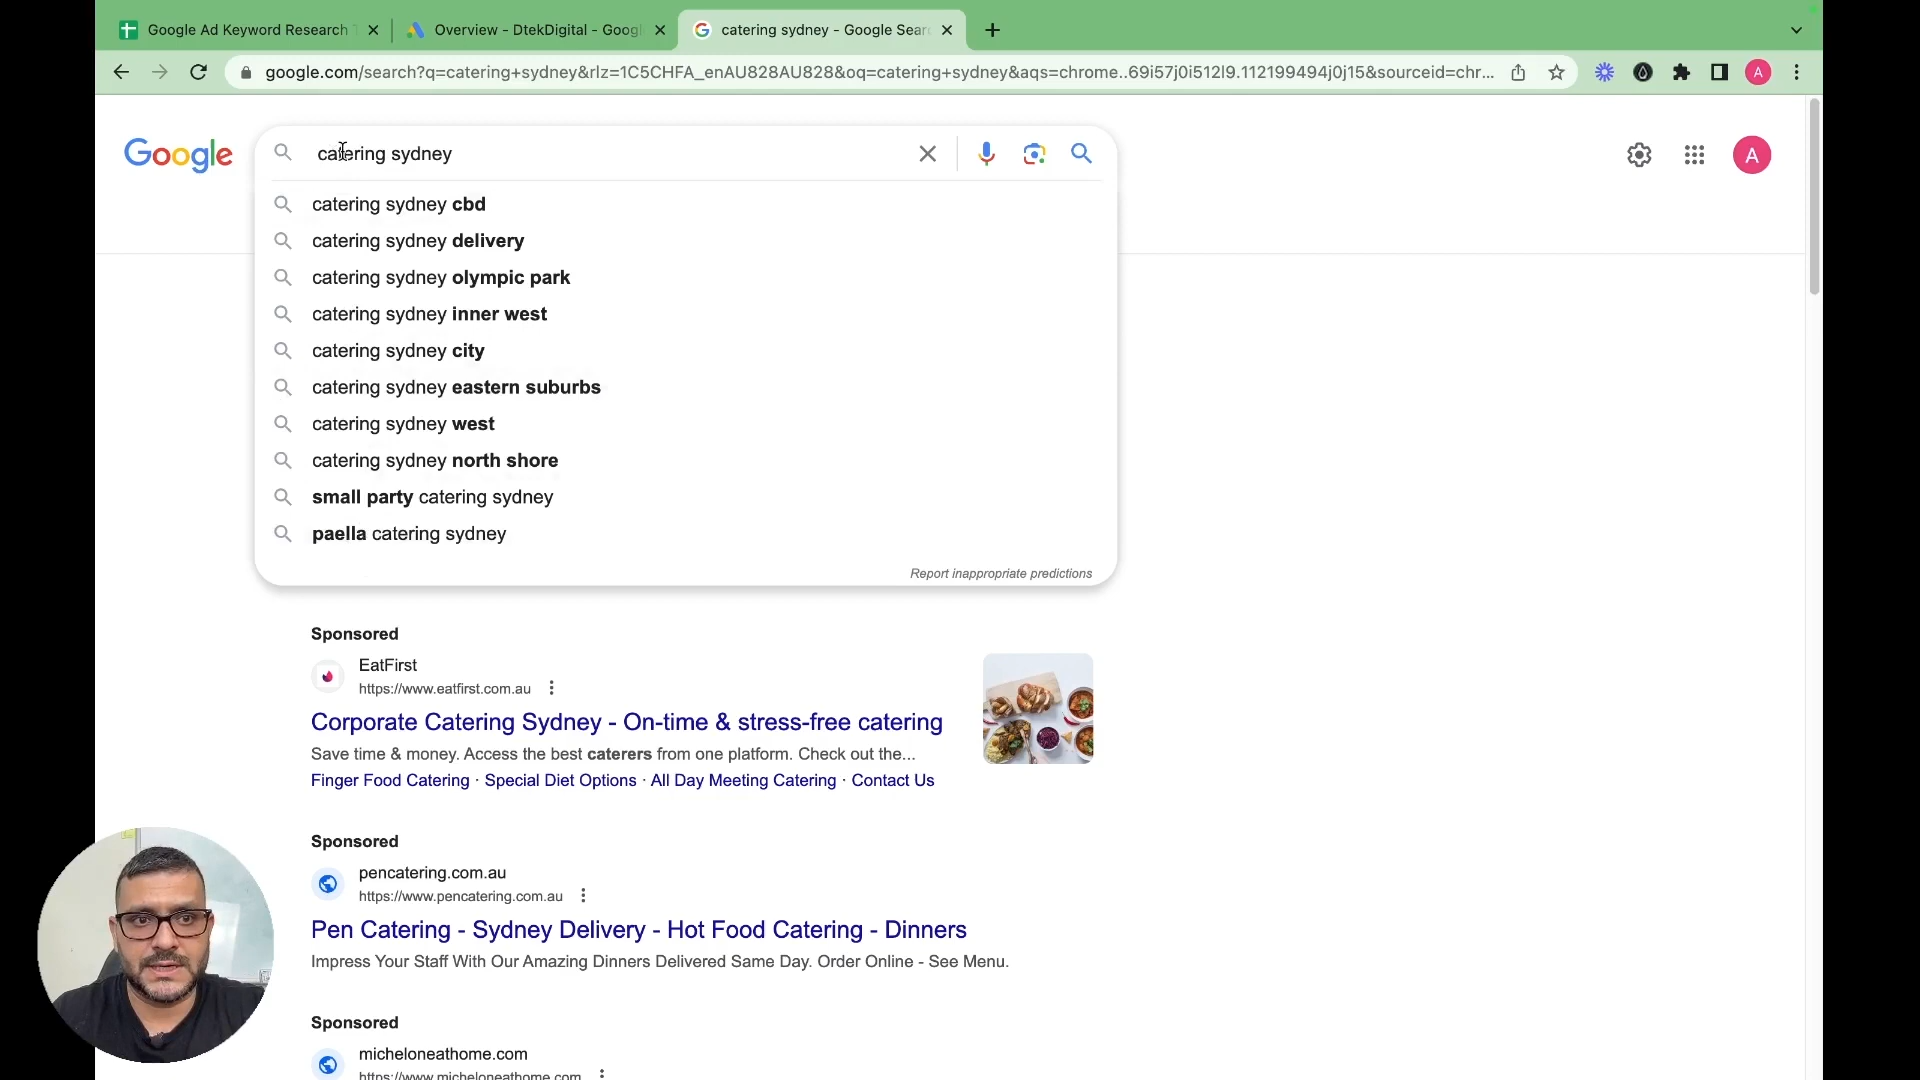 Google Ad Keyword Research
Overview - DtekDigital - Googl
catering sydney - Google Sear
google.com/search?q=catering+sydney&rlz=1C5CHFA_enAU828AU828&oq=catering+sydney&aqs=chrome..69i57j0i512l9.112199494j0j15&sourceid=chr...
A
Google
catering sydney
A
catering sydney cbd
catering sydney delivery
catering sydney olympic park
catering sydney inner west
catering sydney city
catering sydney eastern suburbs
catering sydney west
catering sydney north shore
small party catering sydney
paella catering sydney
Report inappropriate predictions
Sponsored
EatFirst
https://www.eatfirst.com.au
Corporate Catering Sydney - On-time & stress-free catering
Save time & money. Access the best caterers from one platform. Check out the...
Finger Food Catering · Special Diet Options · All Day Meeting Catering · Contact Us
Sponsored
pencatering.com.au
https://www.pencatering.com.au
Pen Catering - Sydney Delivery - Hot Food Catering - Dinners
Impress Your Staff With Our Amazing Dinners Delivered Same Day. Order Online - See Menu.
Sponsored
micheloneathome.com
https://www.micheloneathome.com